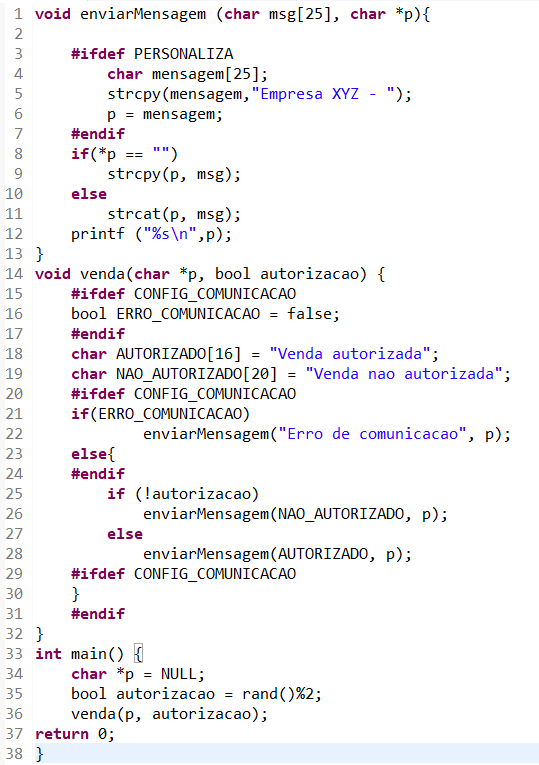 1 void enviarMensagem (char msg[25], char *p){
2
3     #ifdef PERSONALIZA
4         char mensagem[25];
5         strcpy(mensagem,"Empresa XYZ - ");
6         p = mensagem;
7     #endif
8     if(*p == "")
9         strcpy(p, msg);
10     else
11         strcat(p, msg);
12     printf ("%s\n",p);
13 }
14 void venda(char *p, bool autorizacao) {
15     #ifdef CONFIG_COMUNICACAO
16     bool ERRO_COMUNICACAO = false;
17     #endif
18     char AUTORIZADO[16] = "Venda autorizada";
19     char NAO_AUTORIZADO[20] = "Venda nao autorizada";
20     #ifdef CONFIG_COMUNICACAO
21     if(ERRO_COMUNICACAO)
22             enviarMensagem("Erro de comunicacao", p);
23     else{
24     #endif
25         if (!autorizacao)
26             enviarMensagem(NAO_AUTORIZADO, p);
27         else
28             enviarMensagem(AUTORIZADO, p);
29     #ifdef CONFIG_COMUNICACAO
30     }
31     #endif
32 }
33 int main() {
34     char *p = NULL;
35     bool autorizacao = rand()%2;
36     venda(p, autorizacao);
37 return 0;
38 }